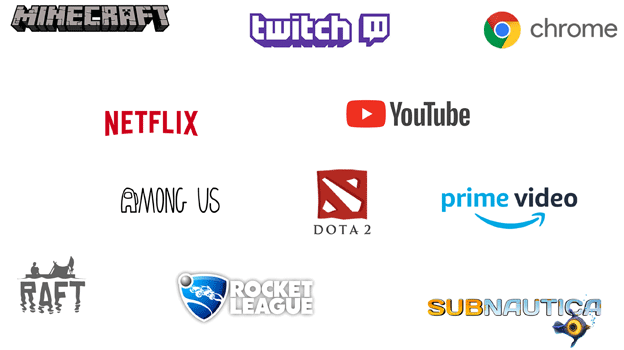 MINECRAFT
twitch
chrome
NETFLIX
YouTube
AMONG US
DOTA 2
prime video
RAFT
ROCKET
LEAGUE
SUBNAUTICA